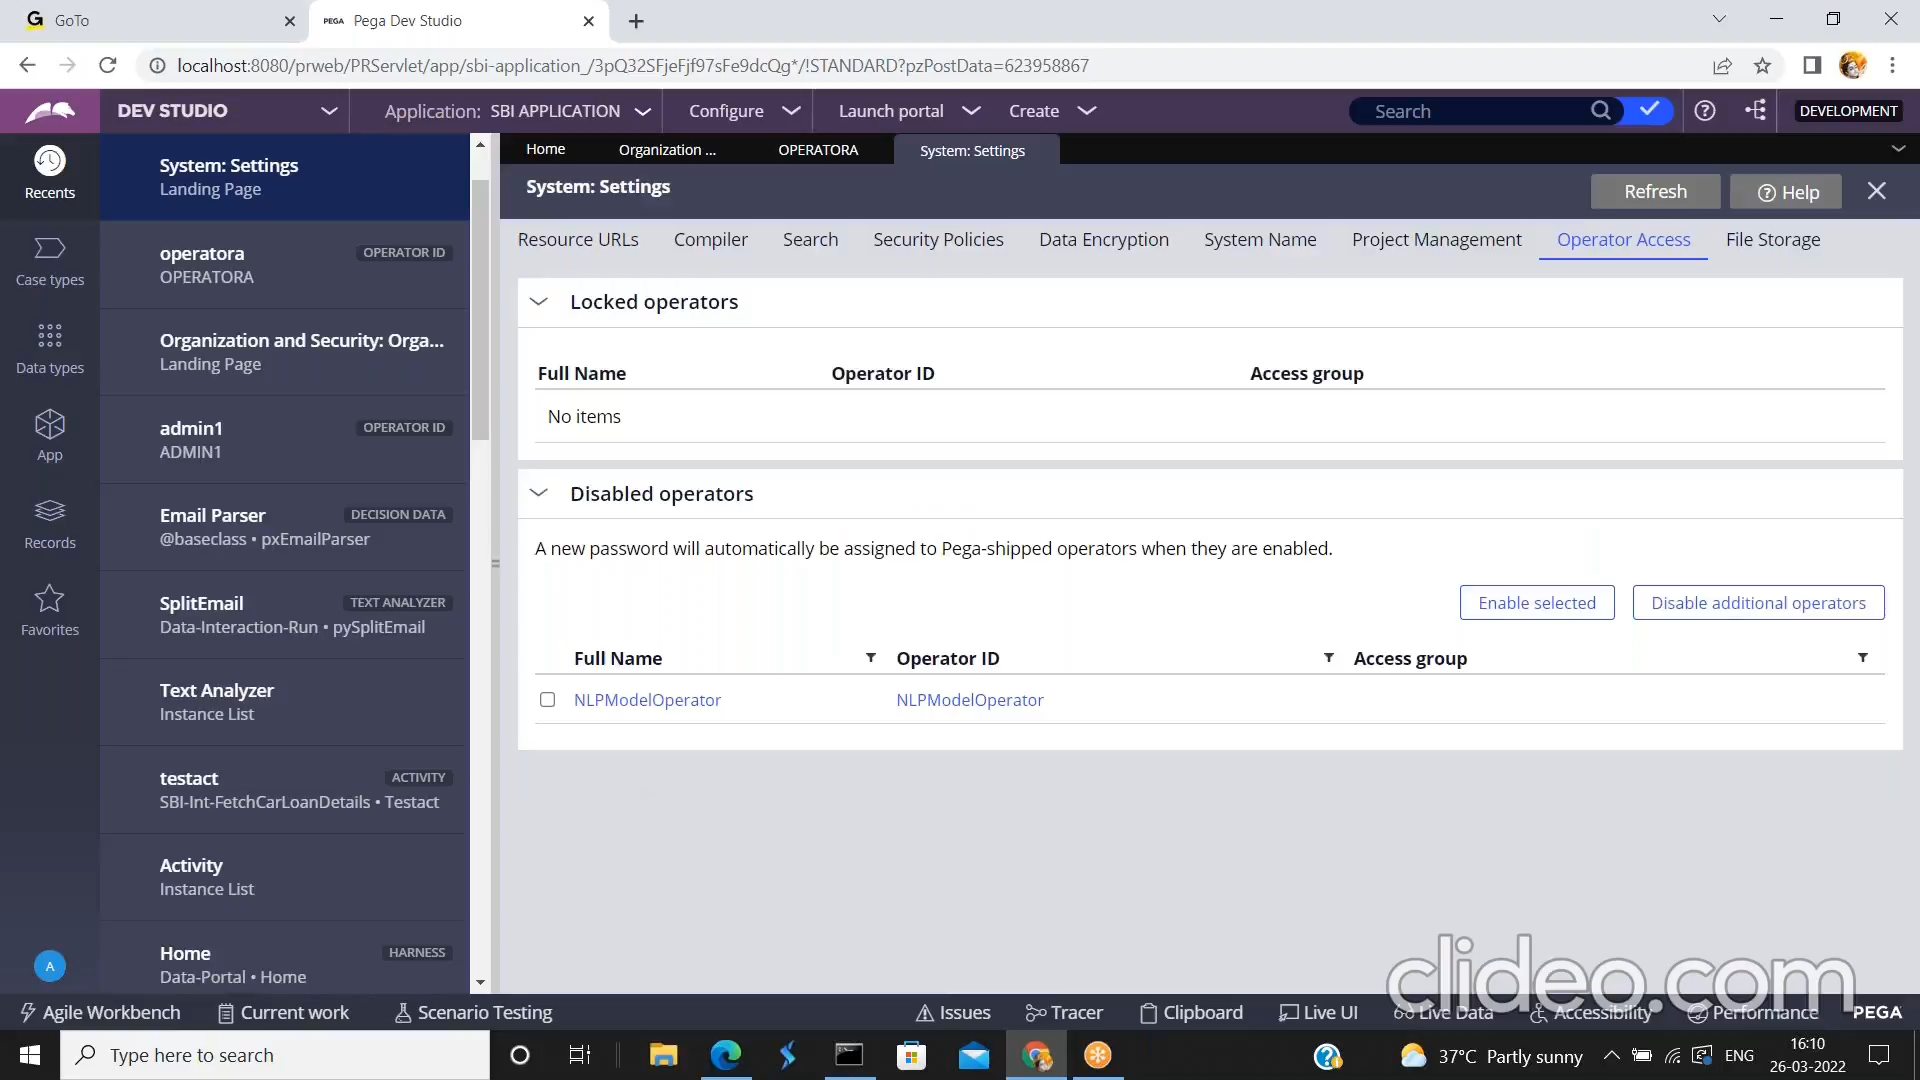 GoTo
PEGA Pega Dev Studio
localhost:8080/prweb/PRServlet/app/sbi-application_/3pQ32SFjeFjf97sFe9dcQg*/!STANDARD?pzPostData=623958867
DEV STUDIO
Application: SBI APPLICATION
Configure
Launch portal
Create
Search
DEVELOPMENT
Recents
Case types
Data types
App
Records
Favorites
A
System: Settings
Landing Page
operatora OPERATOR ID
OPERATORA
Organization and Security: Orga...
Landing Page
admin1 OPERATOR ID
ADMIN1
Email Parser DECISION DATA
@baseclass • pxEmailParser
SplitEmail TEXT ANALYZER
Data-Interaction-Run • pySplitEmail
Text Analyzer
Instance List
testact ACTIVITY
SBI-Int-FetchCarLoanDetails • Testact
Activity
Instance List
Home HARNESS
Data-Portal • Home
Home Organization ... OPERATORA System: Settings
System: Settings
Refresh
Help
Resource URLs Compiler Search Security Policies Data Encryption System Name Project Management Operator Access File Storage
Locked operators
Full Name Operator ID Access group
No items
Disabled operators
A new password will automatically be assigned to Pega-shipped operators when they are enabled.
Enable selected Disable additional operators
Full Name Operator ID Access group
NLPModelOperator NLPModelOperator
clideo.com
Agile Workbench Current work Scenario Testing Issues Tracer Clipboard Live UI Live Data Accessibility Performance PEGA
Type here to search
37°C Partly sunny
ENG
16:10
26-03-2022